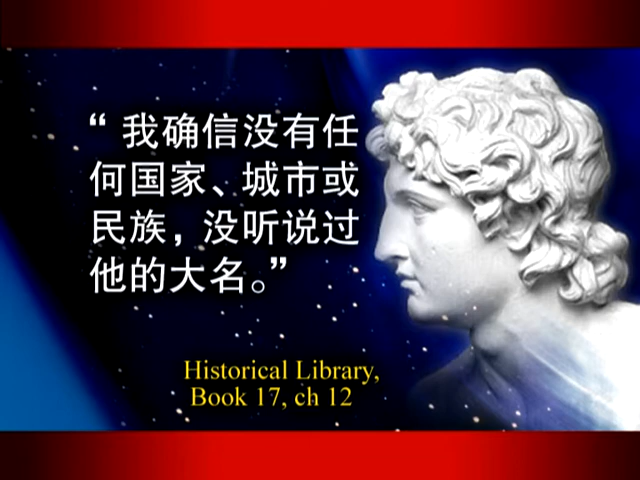 “ 我确信没有任
何国家、城市或
民族，没听说过
他的大名。”
Historical Library,
Book 17, ch 12